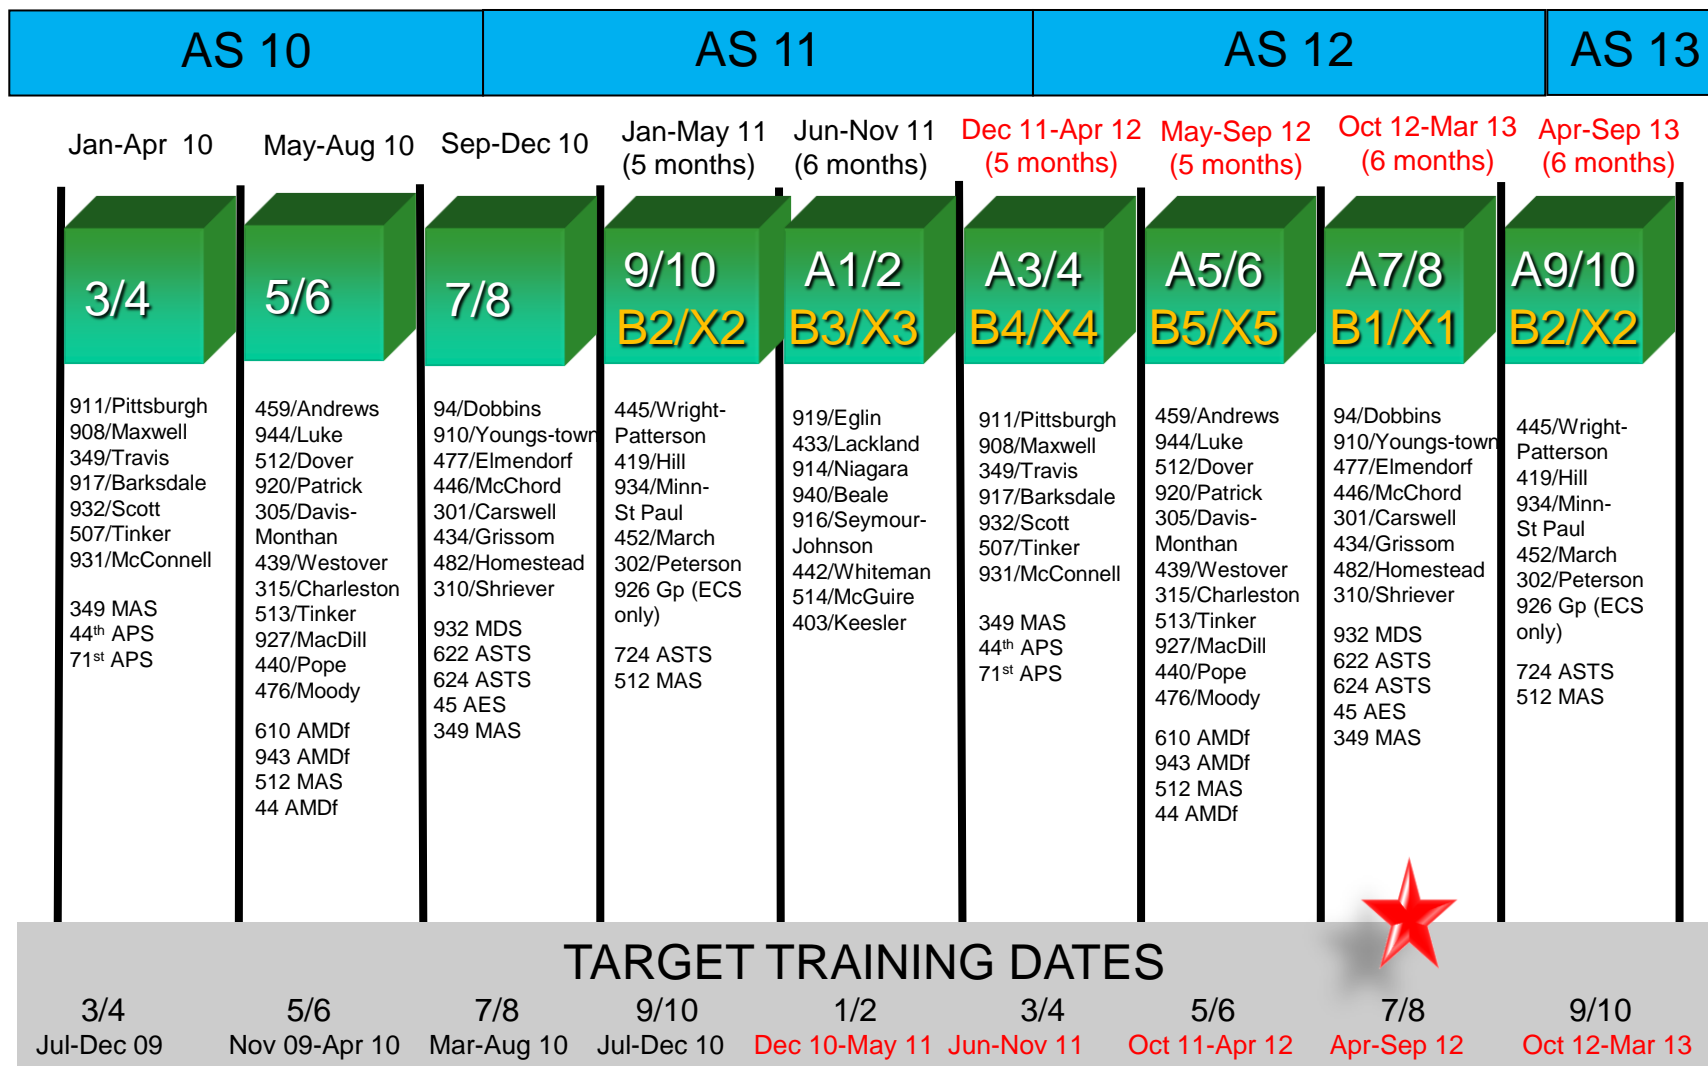 AS 10
AS 11
AS 12
AS 13
Jan-Apr 10
May-Aug 10
Sep-Dec 10
Jan-May 11
(5 months)
Jun-Nov 11
(6 months)
Dec 11-Apr 12
(5 months)
May-Sep 12
(5 months)
Oct 12-Mar 13
(6 months)
Apr-Sep 13
(6 months)
3/4
5/6
7/8
9/10
B2/X2
A1/2
B3/X3
A3/4
B4/X4
A5/6
B5/X5
A7/8
B1/X1
A9/10
B2/X2
911/Pittsburgh
908/Maxwell
349/Travis
917/Barksdale
932/Scott
507/Tinker
931/McConnell
349 MAS
44th APS
71st APS
459/Andrews
944/Luke
512/Dover
920/Patrick
305/Davis-
Monthan
439/Westover
315/Charleston
513/Tinker
927/MacDill
440/Pope
476/Moody
610 AMDf
943 AMDf
512 MAS
44 AMDf
94/Dobbins
910/Youngs-town
477/Elmendorf
446/McChord
301/Carswell
434/Grissom
482/Homestead
310/Shriever
932 MDS
622 ASTS
624 ASTS
45 AES
349 MAS
445/Wright-
Patterson
419/Hill
934/Minn-
St Paul
452/March
302/Peterson
926 Gp (ECS
only)
724 ASTS
512 MAS
919/Eglin
433/Lackland
914/Niagara
940/Beale
916/Seymour-
Johnson
442/Whiteman
514/McGuire
403/Keesler
911/Pittsburgh
908/Maxwell
349/Travis
917/Barksdale
932/Scott
507/Tinker
931/McConnell
349 MAS
44th APS
71st APS
459/Andrews
944/Luke
512/Dover
920/Patrick
305/Davis-
Monthan
439/Westover
315/Charleston
513/Tinker
927/MacDill
440/Pope
476/Moody
610 AMDf
943 AMDf
512 MAS
44 AMDf
94/Dobbins
910/Youngs-town
477/Elmendorf
446/McChord
301/Carswell
434/Grissom
482/Homestead
310/Shriever
932 MDS
622 ASTS
624 ASTS
45 AES
349 MAS
445/Wright-
Patterson
419/Hill
934/Minn-
St Paul
452/March
302/Peterson
926 Gp (ECS
only)
724 ASTS
512 MAS
TARGET TRAINING DATES
3/4
Jul-Dec 09
5/6
Nov 09-Apr 10
7/8
Mar-Aug 10
9/10
Jul-Dec 10
1/2
Dec 10-May 11
3/4
Jun-Nov 11
5/6
Oct 11-Apr 12
7/8
Apr-Sep 12
9/10
Oct 12-Mar 13